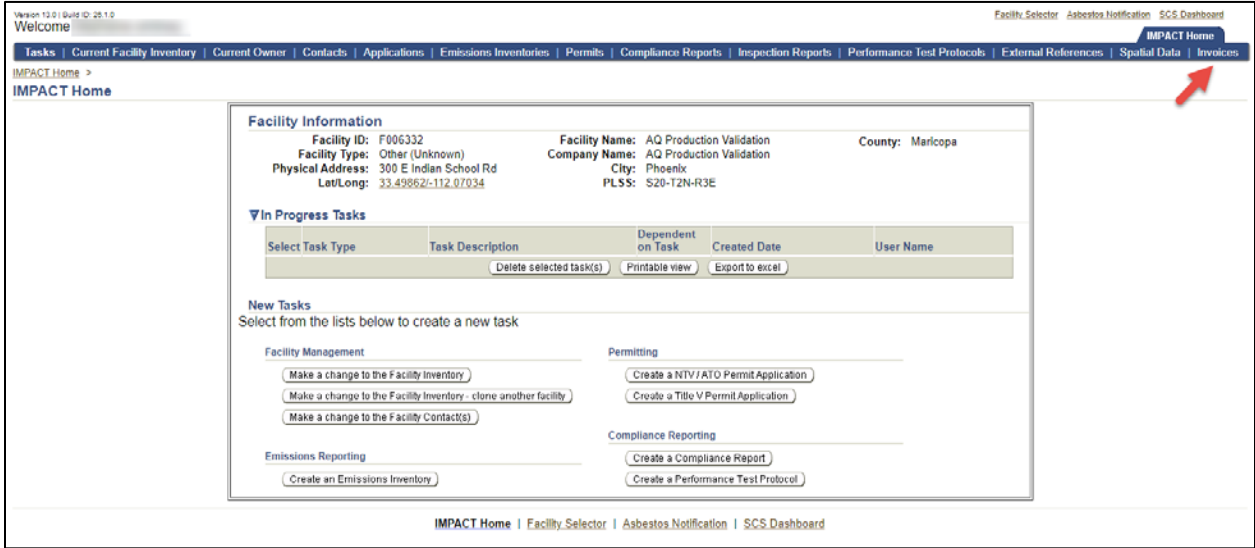 Version 13.0 | Build ID: 25.1.0
Facility Selector Asbestos Notification SCS Dashboard
Welcome
IMPACT Home
Tasks | Current Facility Inventory | Current Owner | Contacts | Applications | Emissions Inventories | Permits | Compliance Reports | Inspection Reports | Performance Test Protocols | External References | Spatial Data | Invoices
IMPACT Home >
IMPACT Home
Facility Information
Facility ID: F006332 Facility Name: AQ Production Validation County: Maricopa
Facility Type: Other (Unknown) Company Name: AQ Production Validation
Physical Address: 300 E Indian School Rd City: Phoenix
Lat/Long: 33.49862/-112.07034 PLSS: S20-T2N-R3E
In Progress Tasks
Select Task Type Task Description Dependent on Task Created Date User Name
Delete selected task(s) Printable view Export to excel
New Tasks
Select from the lists below to create a new task
Facility Management Permitting
Make a change to the Facility Inventory Create a NTV / ATO Permit Application
Make a change to the Facility Inventory - clone another facility Create a Title V Permit Application
Make a change to the Facility Contact(s)
Compliance Reporting
Emissions Reporting Create a Compliance Report
Create an Emissions Inventory Create a Performance Test Protocol
IMPACT Home | Facility Selector | Asbestos Notification | SCS Dashboard